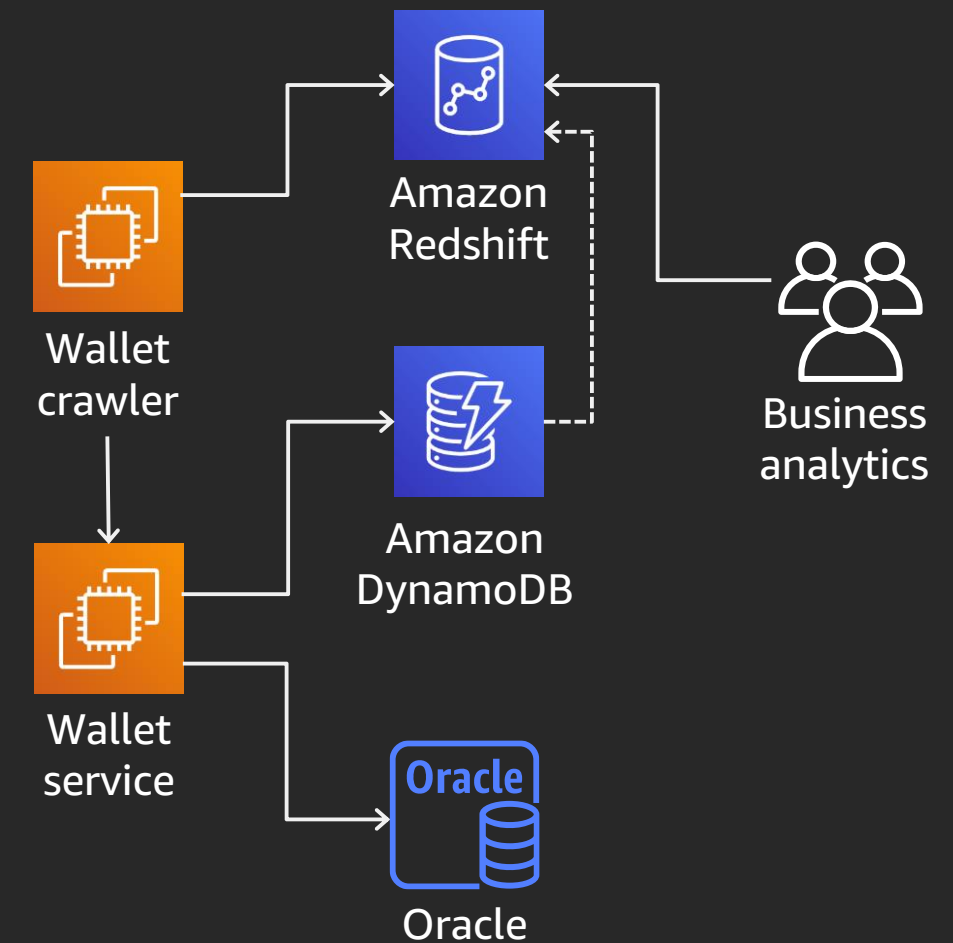 Amazon
Redshift
Wallet
crawler
Business
analytics
Amazon
DynamoDB
Wallet
service
Oracle
Oracle